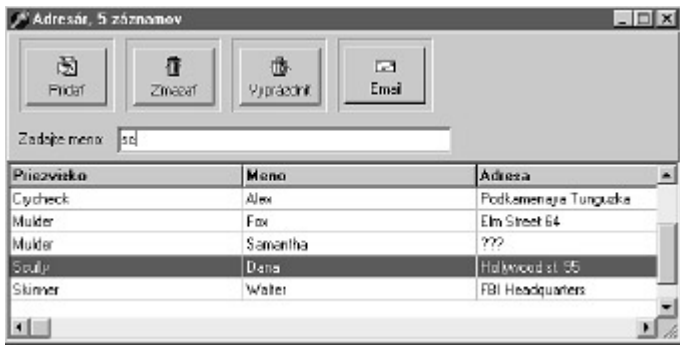 Adresár, 5 záznamov
Pridať Zmazať Vyprázdniť Email
Zadajte meno: sc
Priezvisko Meno Adresa
Crycheck Alex Podkamenaya Tunguzka
Mulder Fox Elm Street 64
Mulder Samantha ???
Scully Dana Hollywood st. 95
Skinner Walter FBI Headquarters